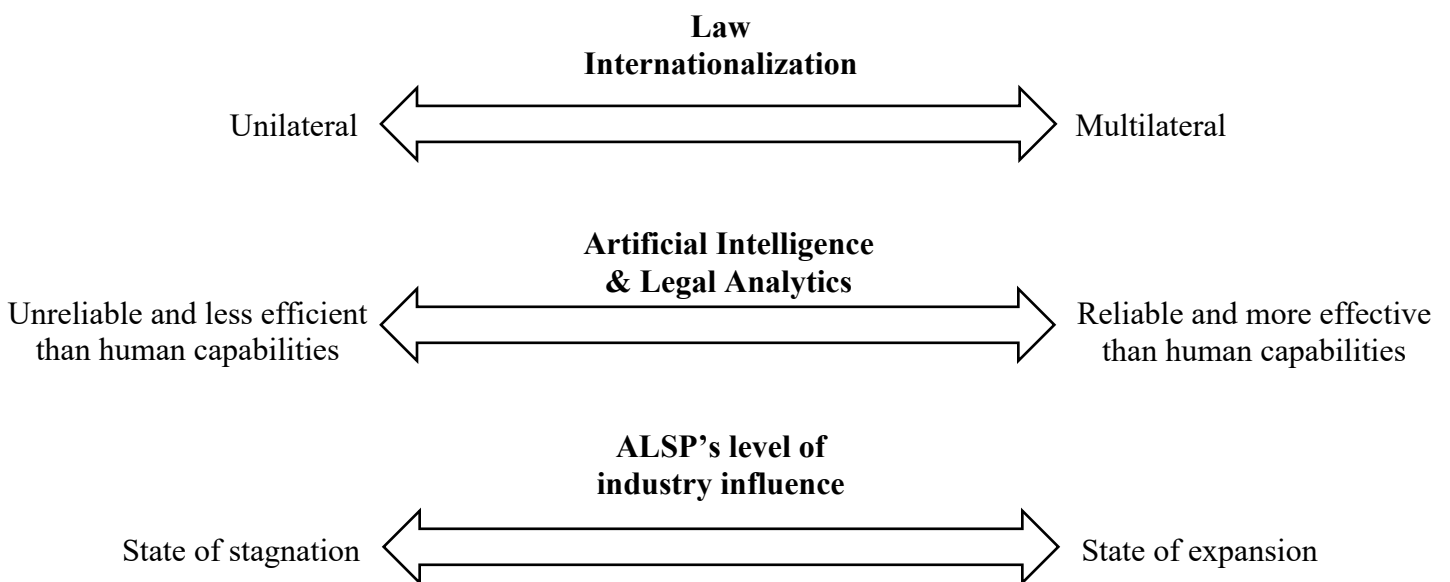 Law
Internationalization
Unilateral
Multilateral
Artificial Intelligence
& Legal Analytics
Unreliable and less efficient
than human capabilities
Reliable and more effective
than human capabilities
ALSP’s level of
industry influence
State of stagnation
State of expansion